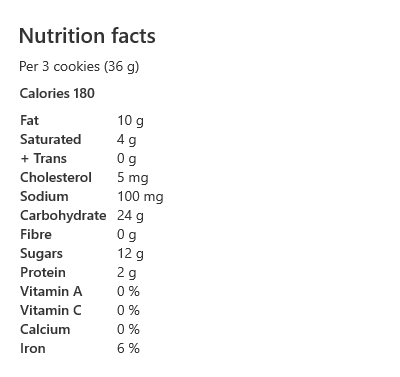 Nutrition facts
Per 3 cookies (36 g)
Calories 180
Fat 10 g
Saturated 4 g
+ Trans 0 g
Cholesterol 5 mg
Sodium 100 mg
Carbohydrate 24 g
Fibre 0 g
Sugars 12 g
Protein 2 g
Vitamin A 0 %
Vitamin C 0 %
Calcium 0 %
Iron 6 %